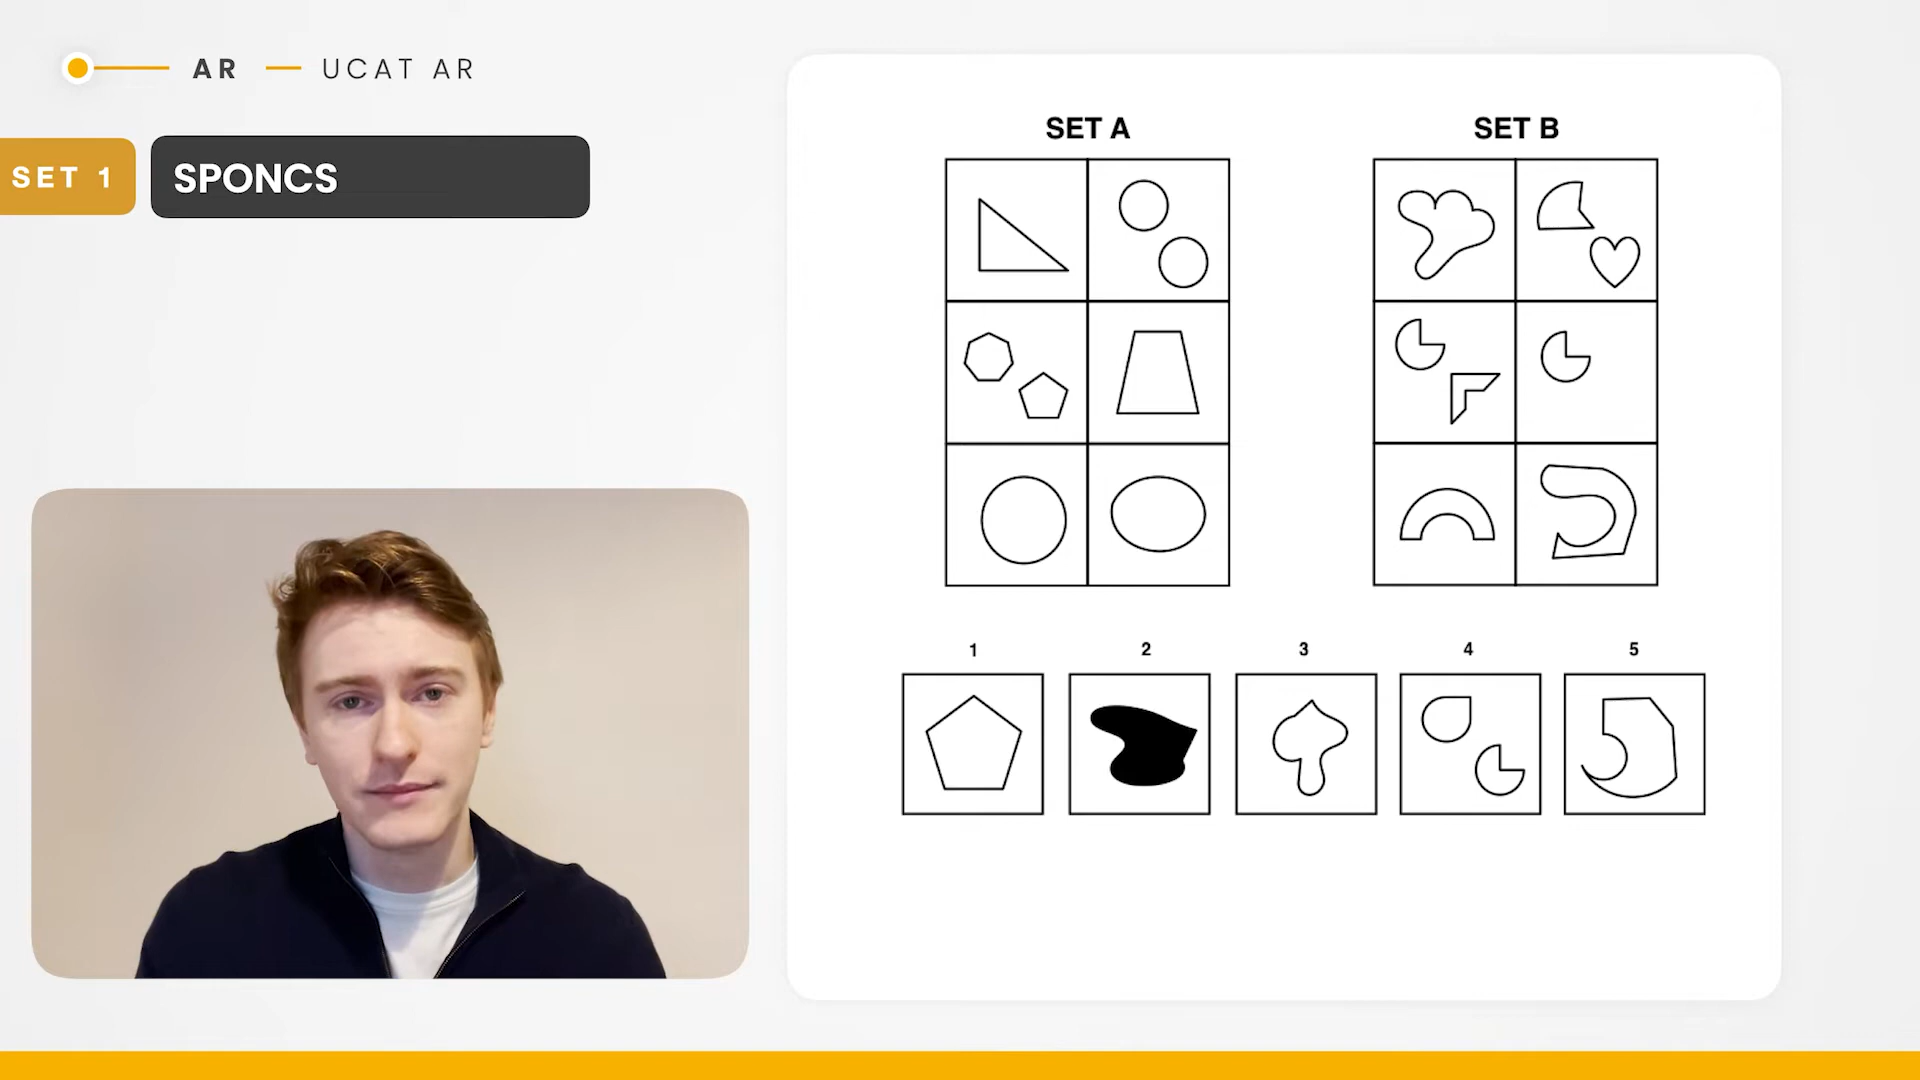 AR — UCAT AR
SET 1 SPONCS
SET A SET B
1 2 3 4 5